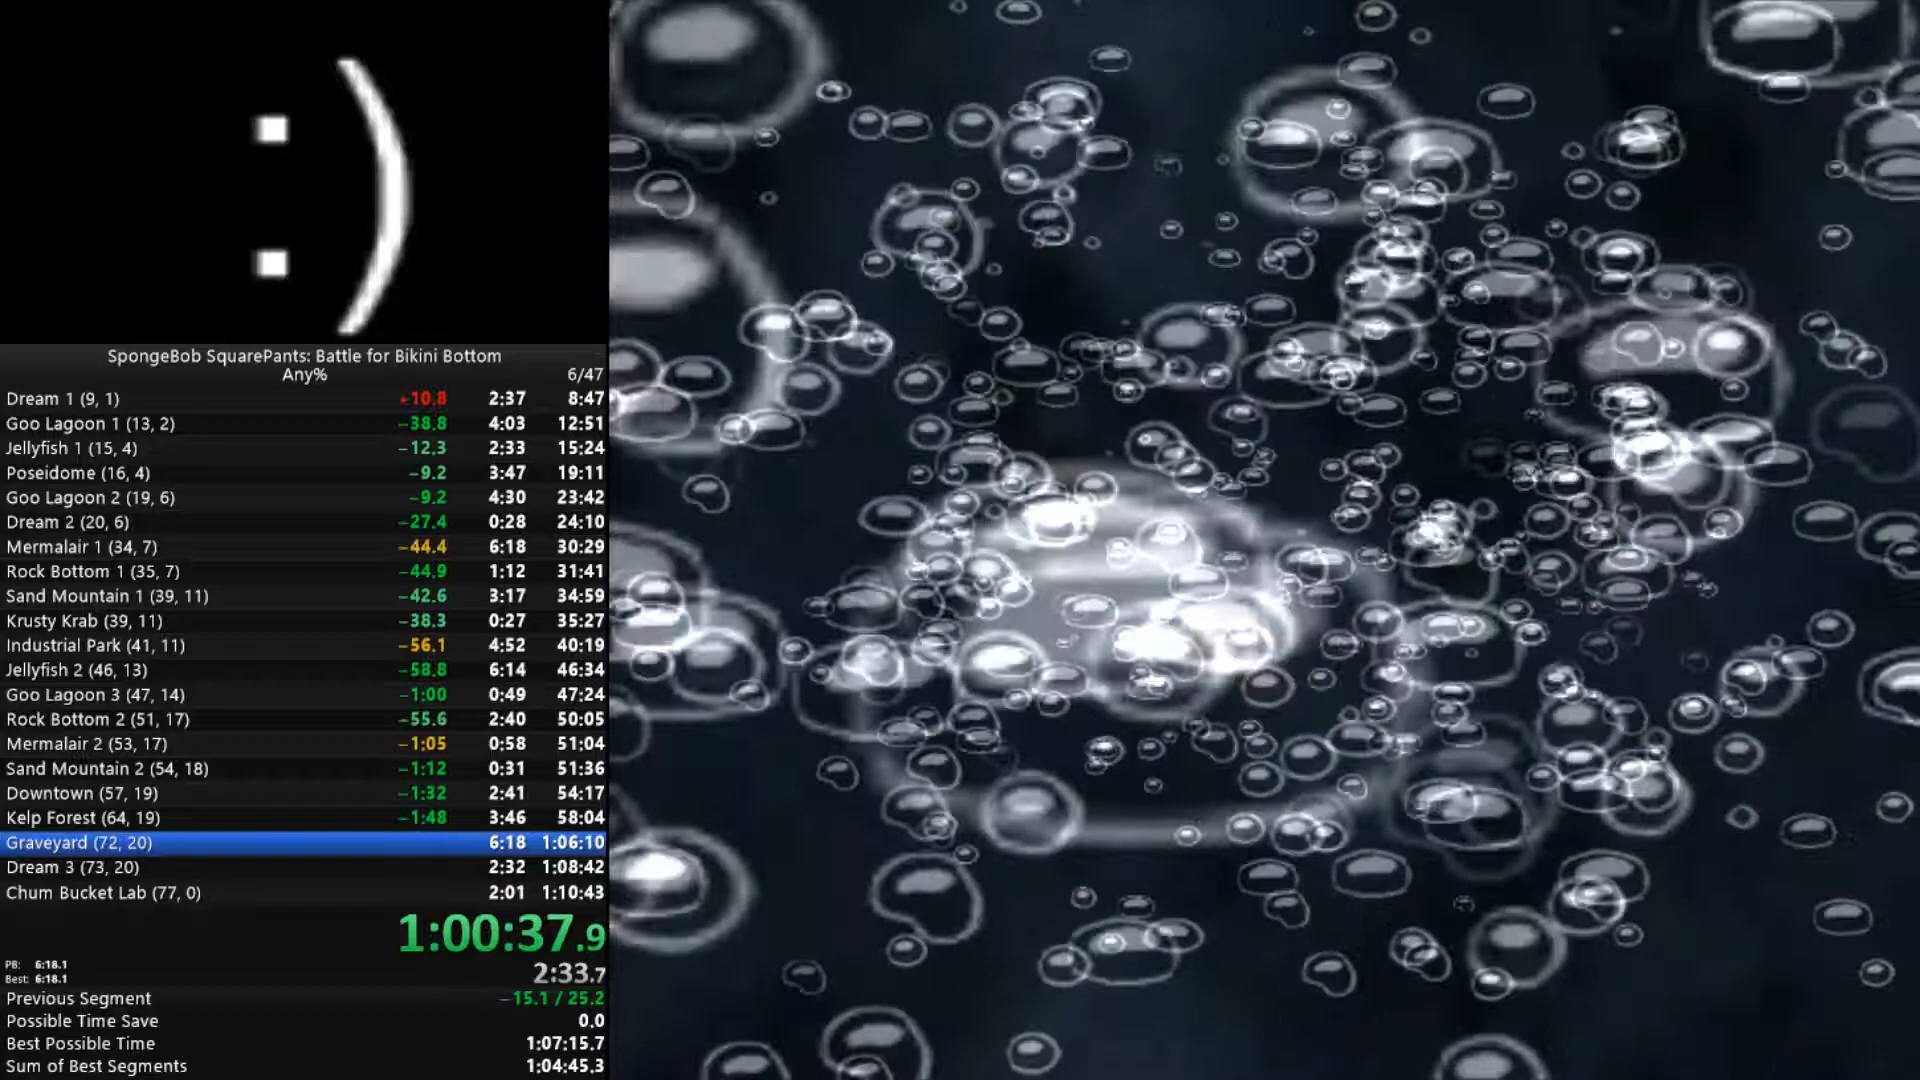 :)
SpongeBob SquarePants: Battle for Bikini Bottom
Any% 6/47
Dream 1 (9, 1) +10.8 2:37 8:47
Goo Lagoon 1 (13, 2) −38.8 4:03 12:51
Jellyfish 1 (15, 4) −12.3 2:33 15:24
Poseidome (16, 4) −9.2 3:47 19:11
Goo Lagoon 2 (19, 6) −9.2 4:30 23:42
Dream 2 (20, 6) −27.4 0:28 24:10
Mermalair 1 (34, 7) −44.4 6:18 30:29
Rock Bottom 1 (35, 7) −44.9 1:12 31:41
Sand Mountain 1 (39, 11) −42.6 3:17 34:59
Krusty Krab (39, 11) −38.3 0:27 35:27
Industrial Park (41, 11) −56.1 4:52 40:19
Jellyfish 2 (46, 13) −58.8 6:14 46:34
Goo Lagoon 3 (47, 14) −1:00 0:49 47:24
Rock Bottom 2 (51, 17) −55.6 2:40 50:05
Mermalair 2 (53, 17) −1:05 0:58 51:04
Sand Mountain 2 (54, 18) −1:12 0:31 51:36
Downtown (57, 19) −1:32 2:41 54:17
Kelp Forest (64, 19) −1:48 3:46 58:04
Graveyard (72, 20) 6:18 1:06:10
Dream 3 (73, 20) 2:32 1:08:42
Chum Bucket Lab (77, 0) 2:01 1:10:43
1:00:37.9
PB: 6:18.1
Best: 6:18.1
2:33.7
Previous Segment −15.1 / 25.2
Possible Time Save 0.0
Best Possible Time 1:07:15.7
Sum of Best Segments 1:04:45.3